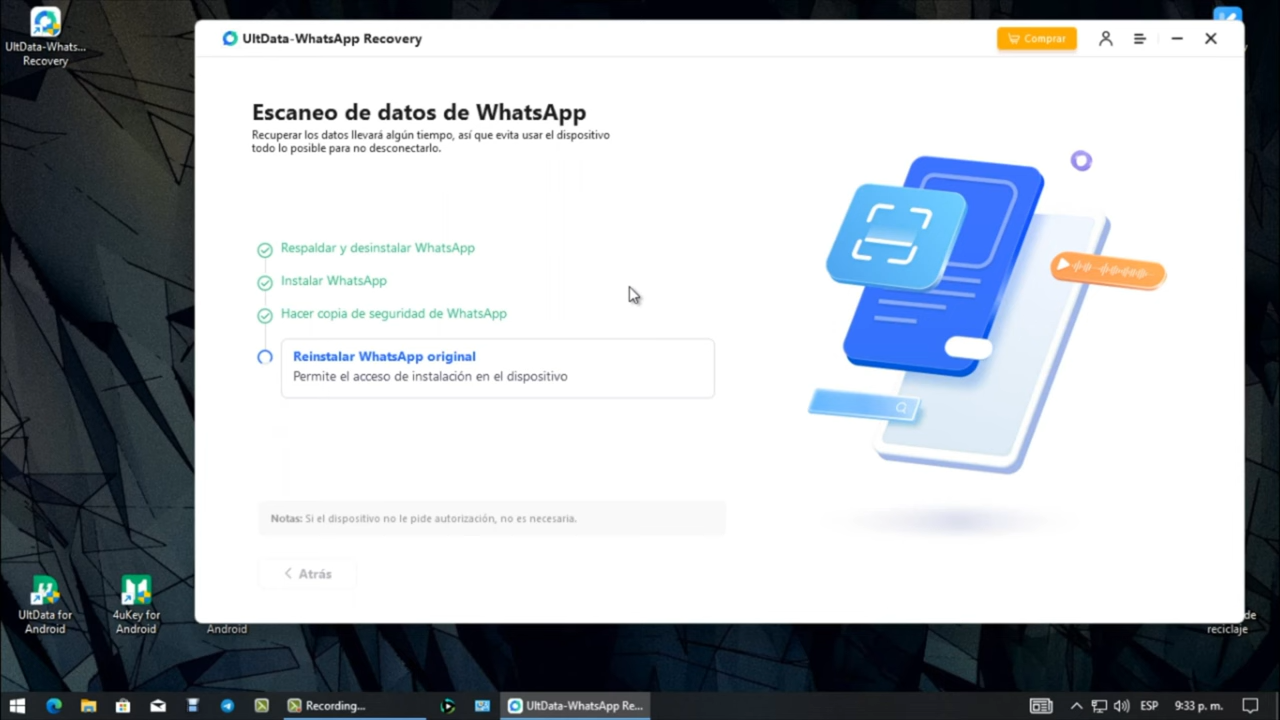 UltData-Whats...
Recovery
UltData-WhatsApp Recovery
Comprar
Escaneo de datos de WhatsApp
Recuperar los datos llevará algún tiempo, así que evita usar el dispositivo
todo lo posible para no desconectarlo.
Respaldar y desinstalar WhatsApp
Instalar WhatsApp
Hacer copia de seguridad de WhatsApp
Reinstalar WhatsApp original
Permite el acceso de instalación en el dispositivo
Notas: Si el dispositivo no le pide autorización, no es necesaria.
Atrás
UltData for
Android
4uKey for
Android
Android
de
reciclaje
Recording...
UltData-WhatsApp Re...
ESP
9:33 p. m.